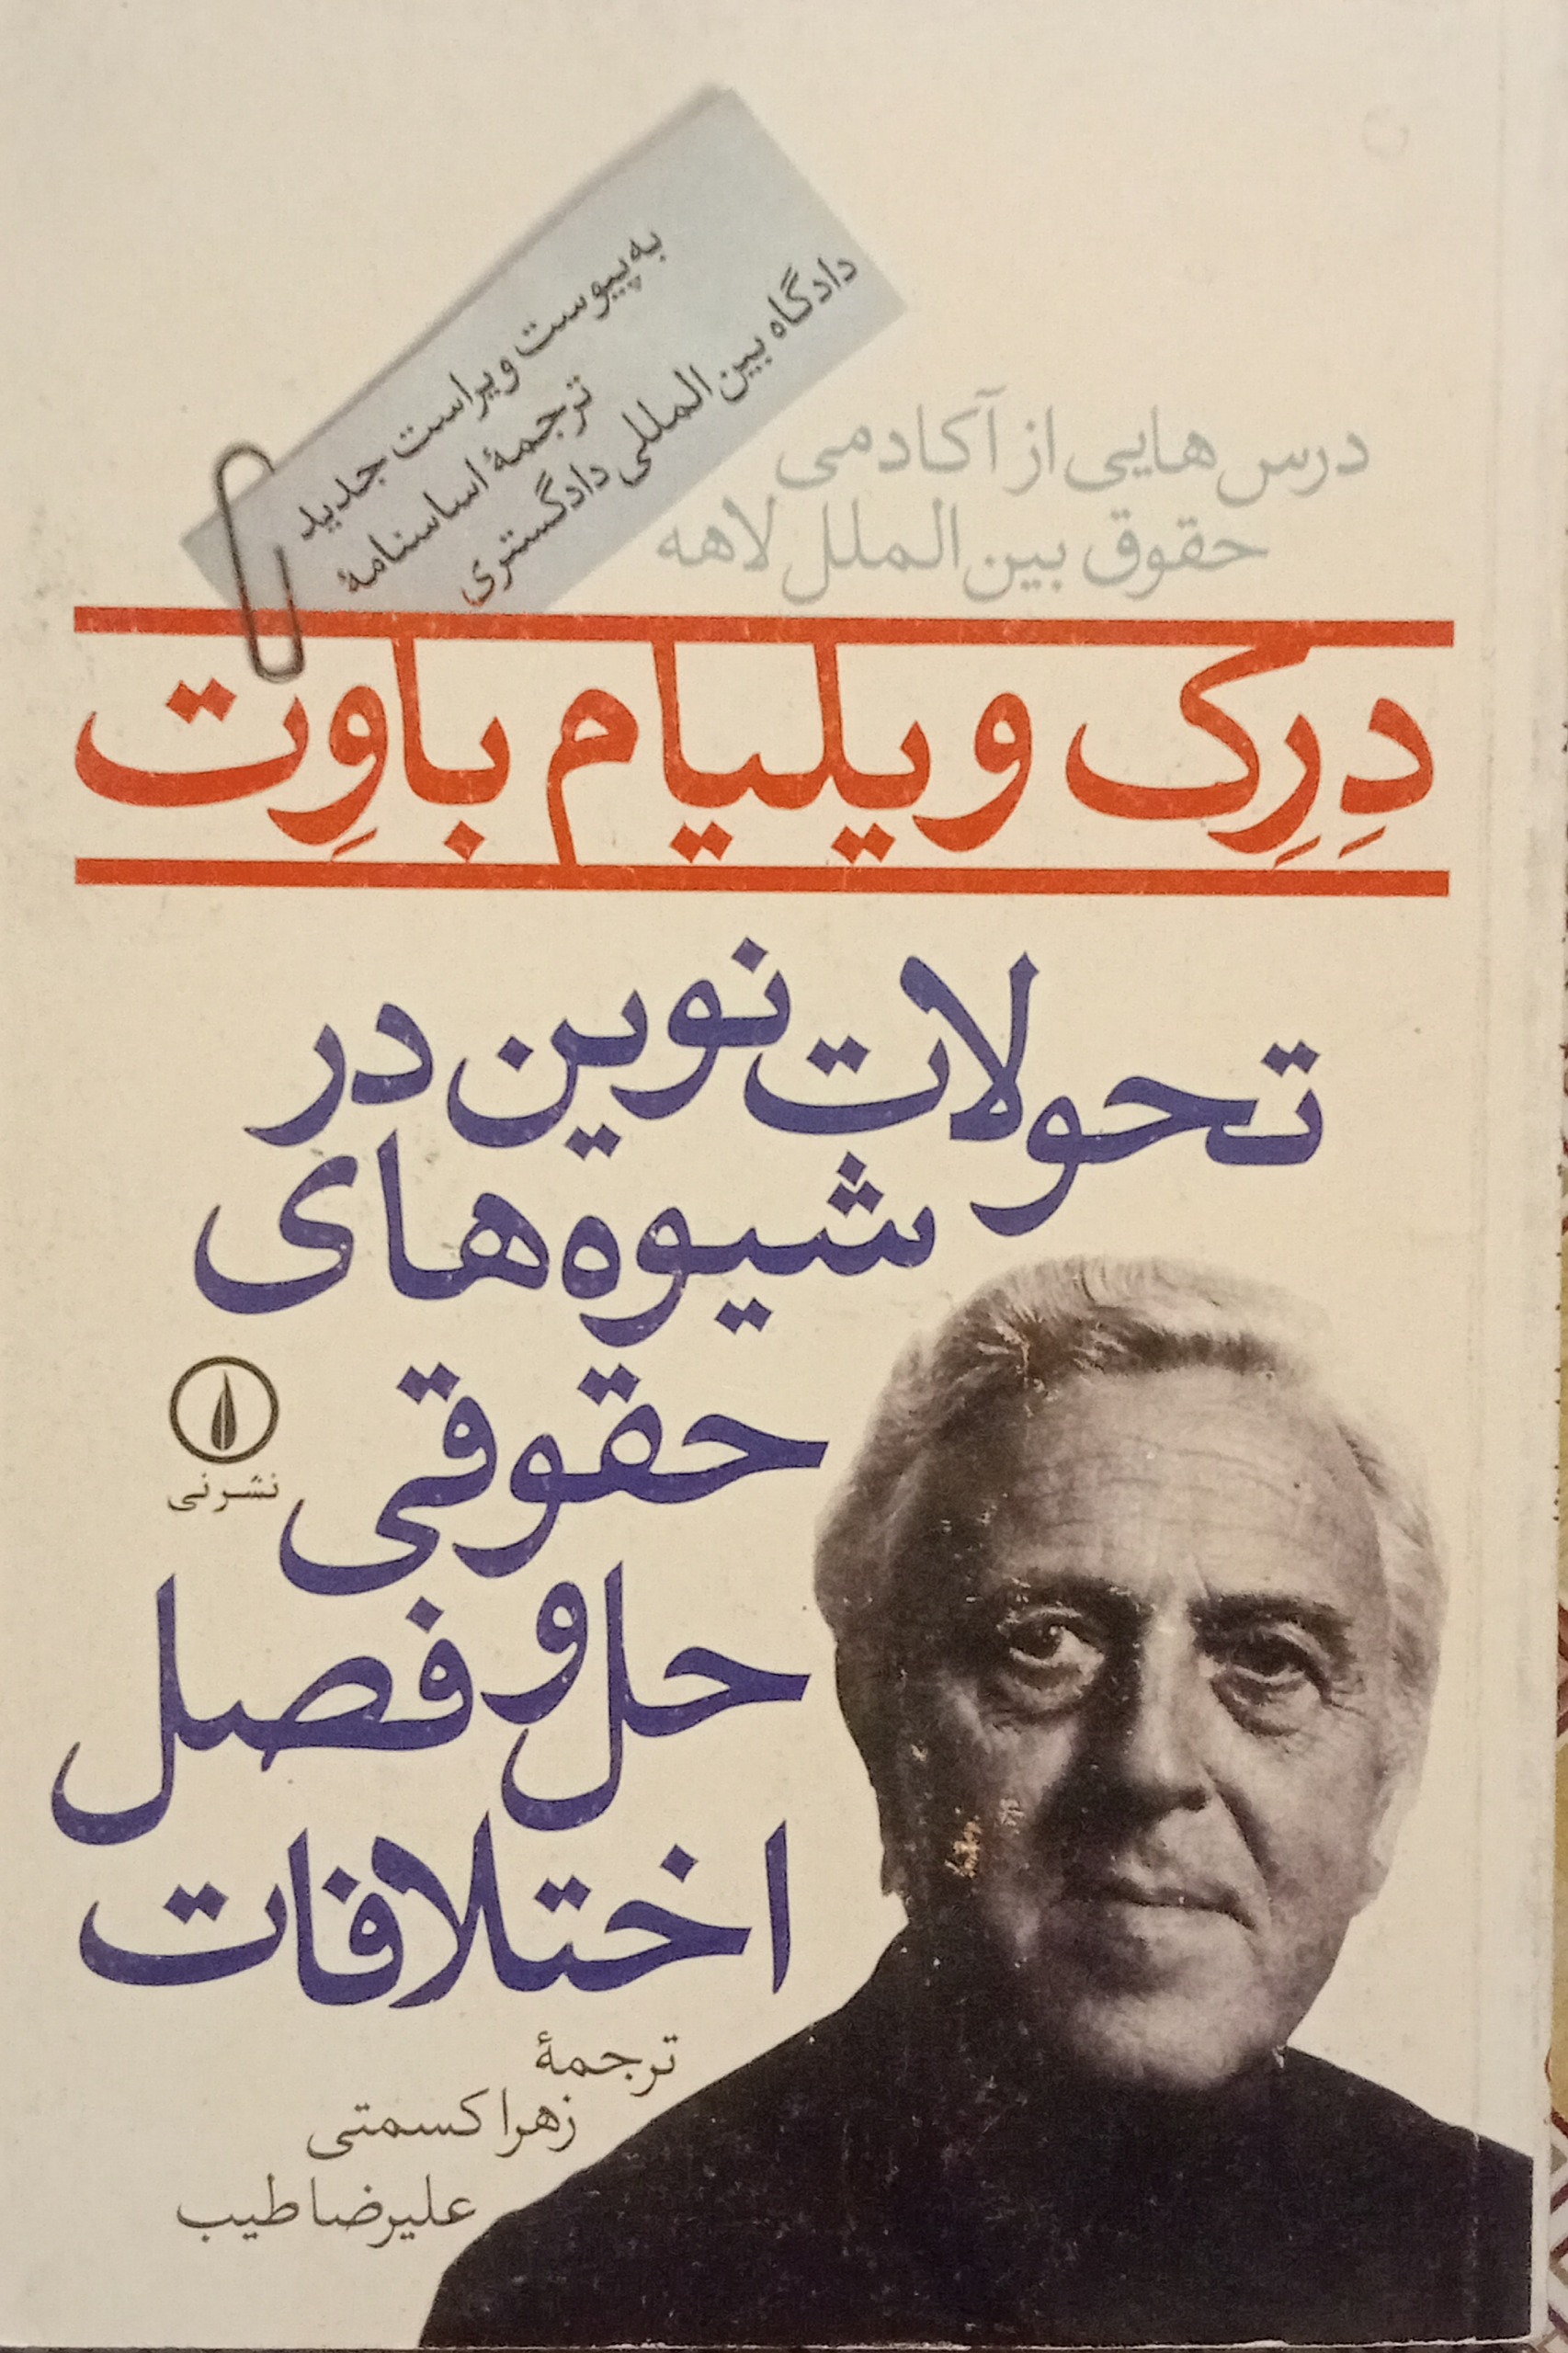 به پیوست ویراست جدید
ترجمهٔ اساسنامهٔ
دادگاه بین المللی دادگستری
درس هایی از آکادمی
حقوق بین الملل لاهه
دِرِک ویلیام باوِت
تحولات نوین در
شیوه های
حقوقی
حل و فصل
اختلافات
نشر نی
ترجمهٔ
زهرا کسمتی
علیرضا طیب